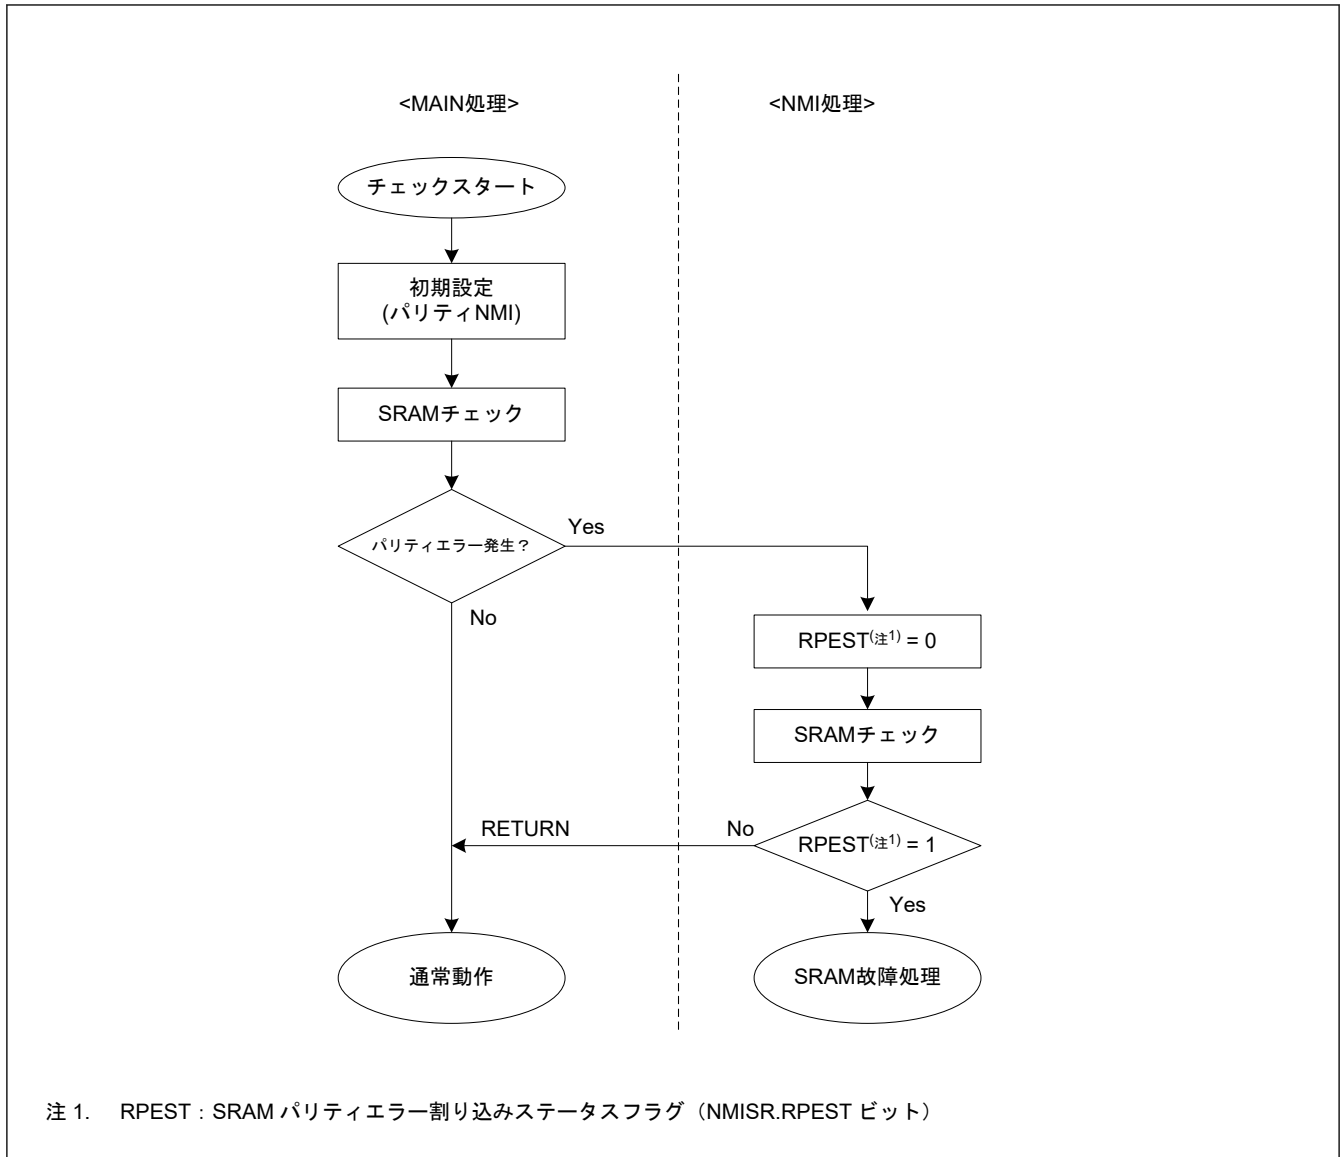 <MAIN処理>
<NMI処理>
チェックスタート
初期設定
(パリティNMI)
SRAMチェック
パリティエラー発生？
Yes
No
RPEST(注1) = 0
SRAMチェック
RPEST(注1) = 1
No
RETURN
Yes
通常動作
SRAM故障処理
注 1. RPEST：SRAM パリティエラー割り込みステータスフラグ（NMISR.RPEST ビット）